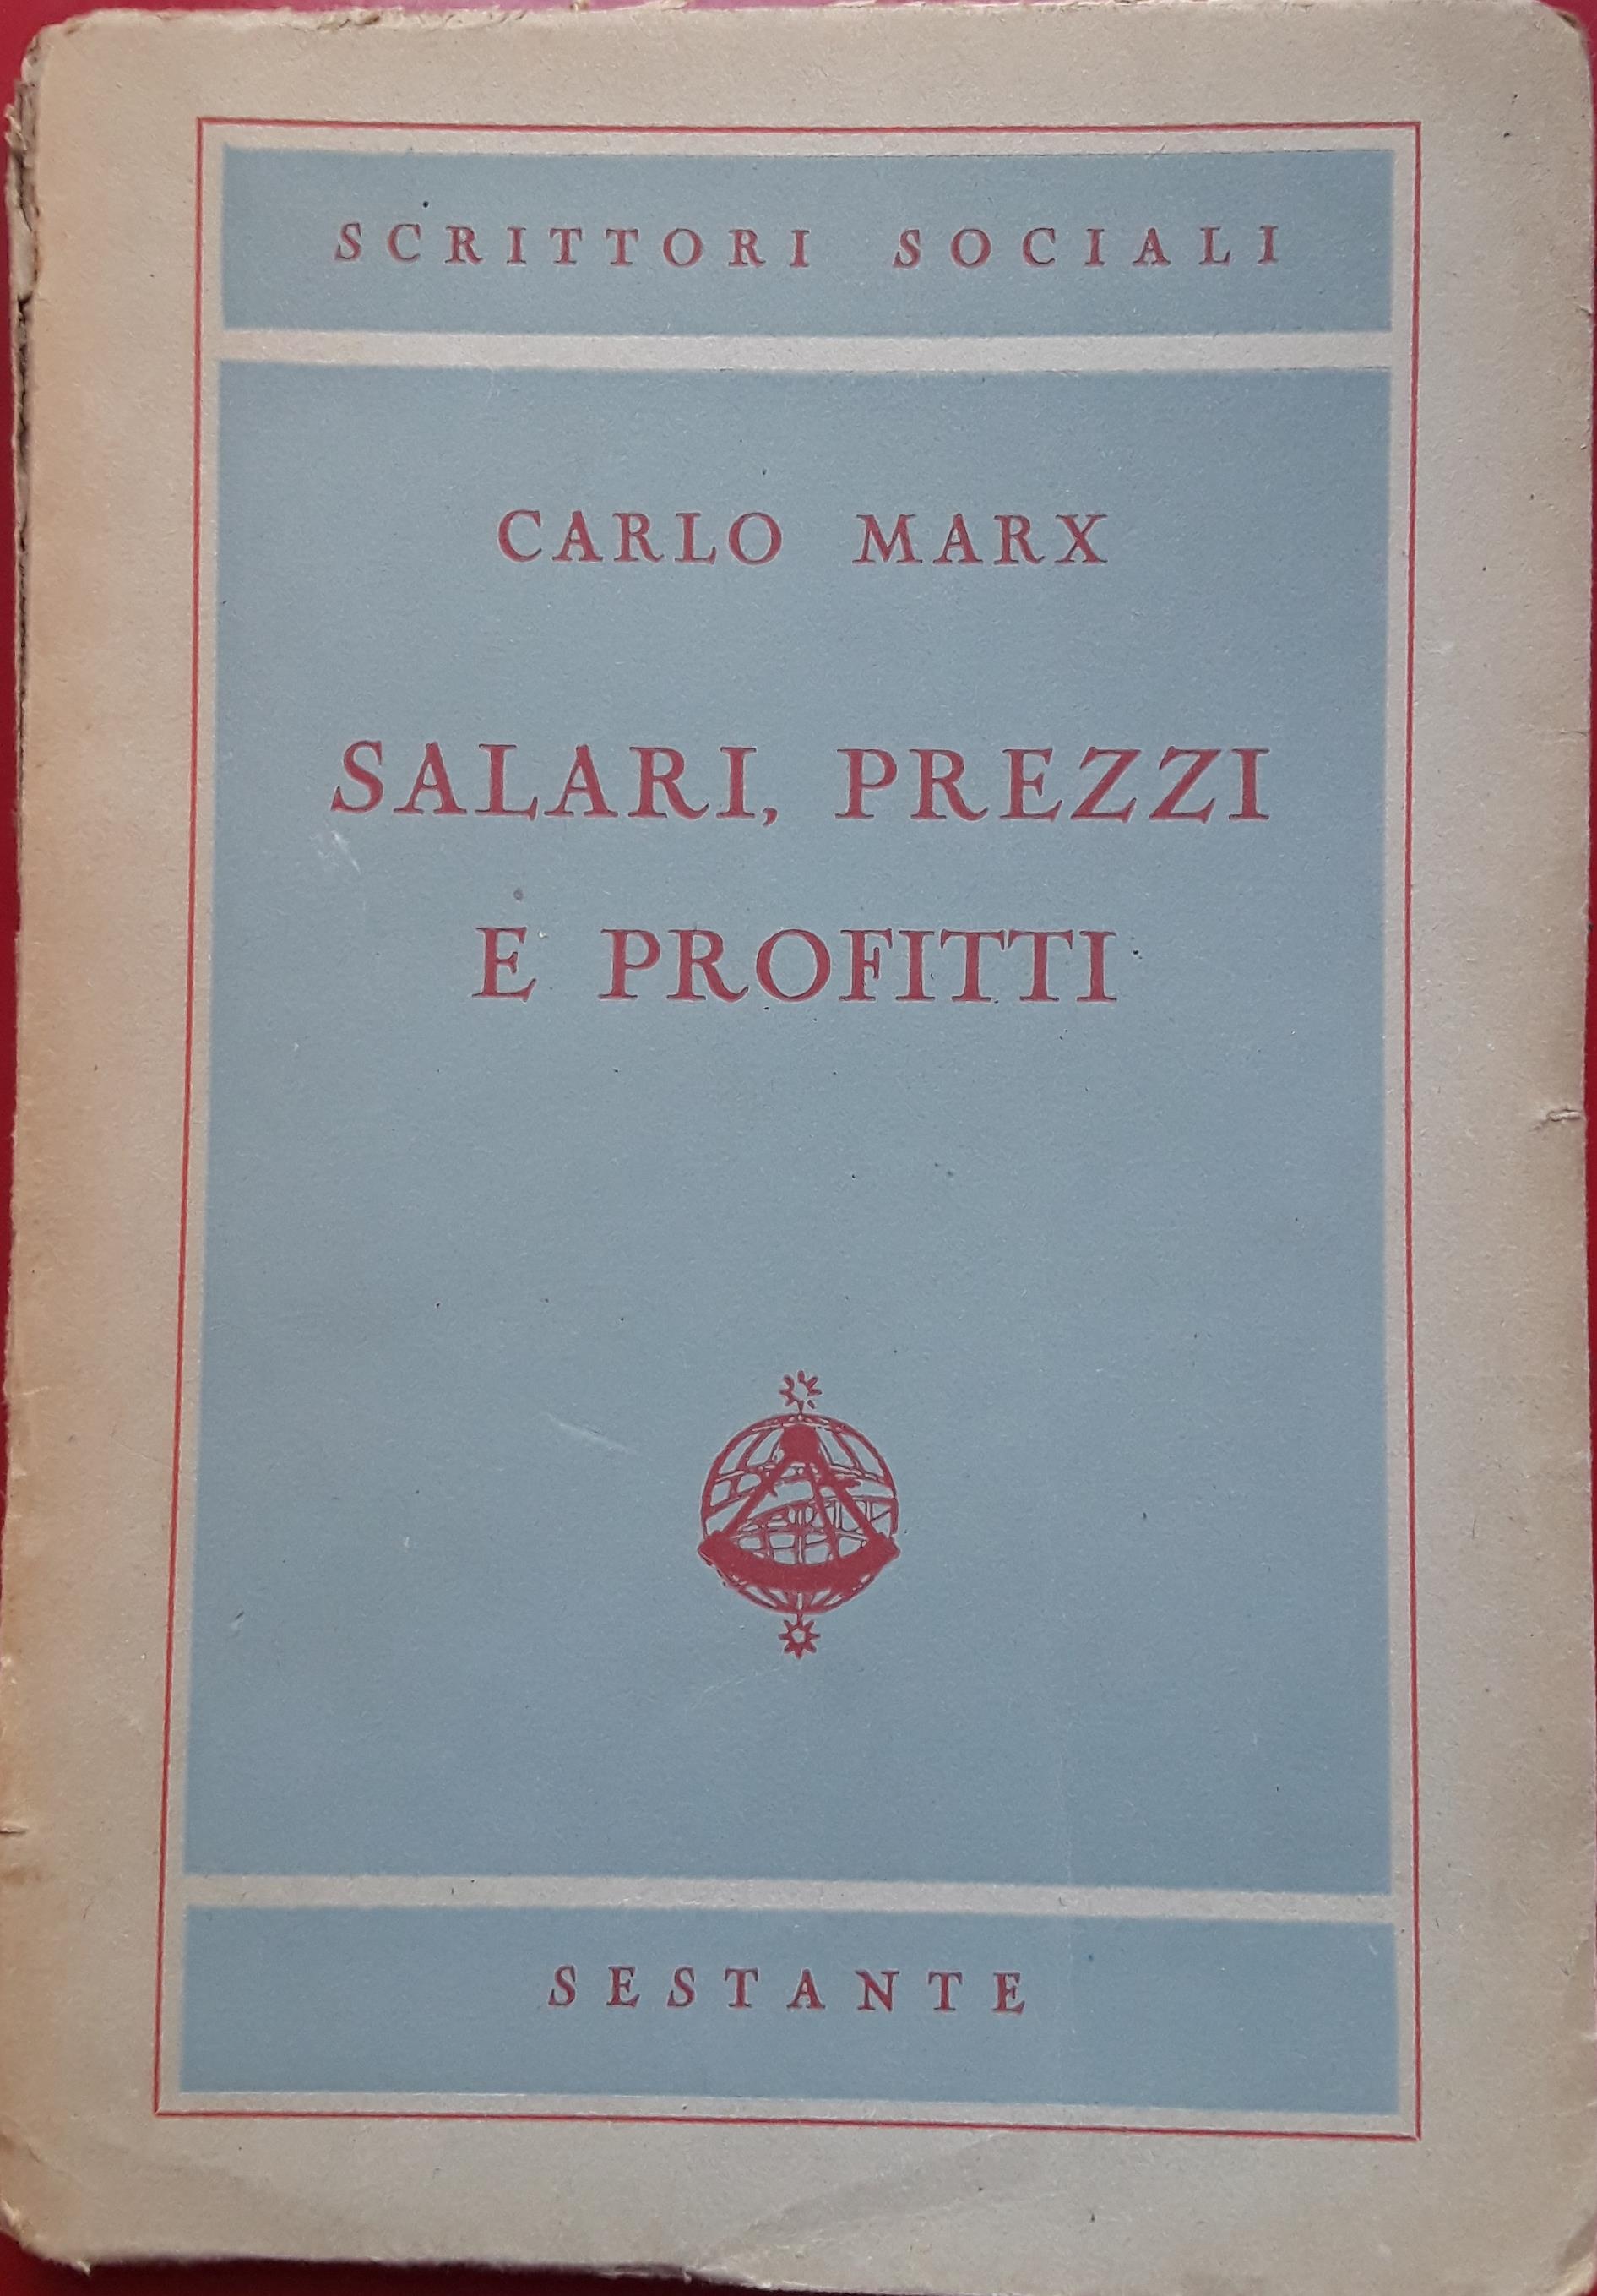 SCRITTORI SOCIALI
CARLO MARX
SALARI, PREZZI
E PROFITTI
SESTANTE